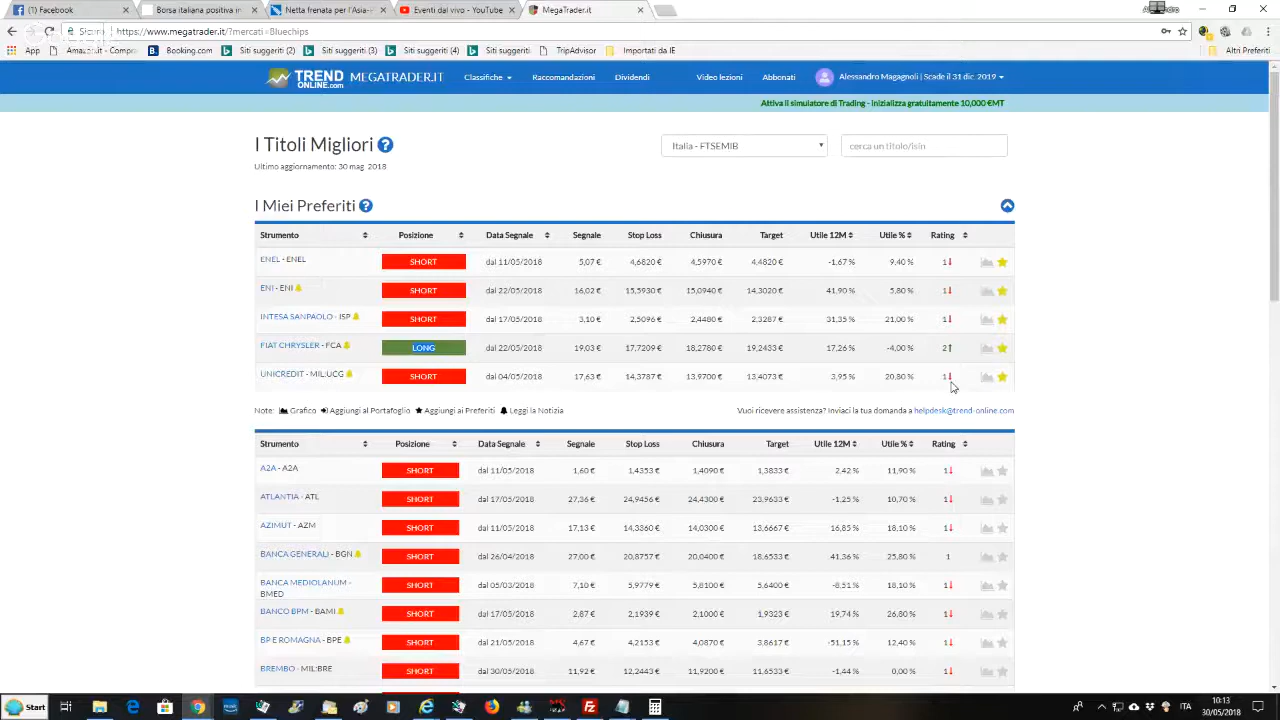 (1) Facebook
Borsa italiana positiva in
Netta frenata per l'Asia-
Eventi dal vivo - YouTube
MegaTrader.it
https://www.megatrader.it/?mercati=Bluechips
App
Booking.com
Siti suggeriti (2)
Siti suggeriti (3)
Siti (4)
Siti suggeriti
TripAdvisor
Importati da IE
Altri Preferiti
TREND
ONLINE.com
MEGATRADER.IT
Classifiche
Raccomandazioni
Dividendi
Video lezioni
Abbonati
Alessandro Magagnoli | Scade il 31 dic. 2019
Attiva il simulatore di Trading - inizializza gratuitamente 10,000 €MT
I Titoli Migliori ?
Italia - FTSEMIB
cerca un titolo/isin
Ultimo aggiornamento: 30 mag. 2018
I Miei Preferiti ?
Strumento Posizione Data Segnale Segnale Stop Loss Chiusura Target Utile 12M Utile % Rating
ENEL - ENEL SHORT dal 11/05/2018 5,07 € 4,6820 € 4,5970 € 4,4820 € -1.67 % 9,40 % 1
ENI - ENI SHORT dal 22/05/2018 16,02 € 15,5930 € 15,0940 € 14,3020 € 41,90 % 5,80 % 1
INTESA SANPAOLO - ISP SHORT dal 17/05/2018 3,10 € 2,5096 € 2,4480 € 2,3287 € 31,35 % 21,00 % 1
FIAT CHRYSLER - FCA LONG dal 22/05/2018 19,03 € 17,7209 € 18,2780 € 19,2433 € 17,26 % -4,00 % 2
UNICREDIT - MIL:UCG SHORT dal 04/05/2018 17,63 € 14,3787 € 13,9700 € 13,4073 € 3,95 % 20,80 % 1
Note: Grafico Aggiungi al Portafoglio Aggiungi ai Preferiti Leggi la Notizia
Vuoi ricevere assistenza? Inviaci la tua domanda a helpdesk@trend-online.com
Strumento Posizione Data Segnale Segnale Stop Loss Chiusura Target Utile 12M Utile % Rating
A2A - A2A SHORT dal 11/05/2018 1,60 € 1,4353 € 1,4090 € 1,3833 € 2,42 % 11,90 % 1
ATLANTIA - ATL SHORT dal 17/05/2018 27,36 € 24,9456 € 24,4300 € 23,9633 € 10,70 % 1
AZIMUT - AZM SHORT dal 11/05/2018 17,13 € 14,3360 € 14,0300 € 13,6667 € 18,10 % 1
BANCA GENERALI - BGN SHORT dal 26/04/2018 27,00 € 20,8757 € 20,0400 € 18,6533 € 25,80 % 1
BANCA MEDIOLANUM -
BMED SHORT dal 05/03/2018 7,10 € 5,9779 € 5,8100 € 5,6400 € 18,10 % 1
BANCO BPM - BAMI SHORT dal 17/05/2018 2,87 € 2,1939 € 2,1000 € 1,9323 € 26,80 % 1
BP E ROMAGNA - BPE SHORT dal 21/05/2018 4,67 € 4,2153 € 4,0870 € 3,8617 € 12,40 % 1
BREMBO - MIL:BRE SHORT dal 30/05/2018 11,92 € 12,2443 € 11,9200 € 11,6533 € 0,00 % 1
Start
ITA
10:13
30/05/2018